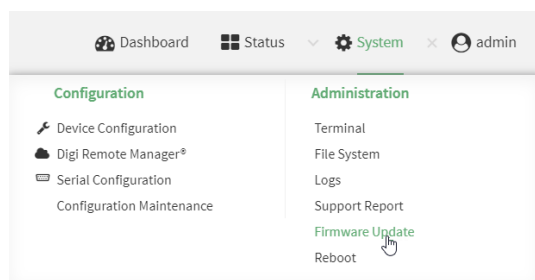 Dashboard Status System admin
Configuration
Device Configuration
Digi Remote Manager®
Serial Configuration
Configuration Maintenance
Administration
Terminal
File System
Logs
Support Report
Firmware Update
Reboot